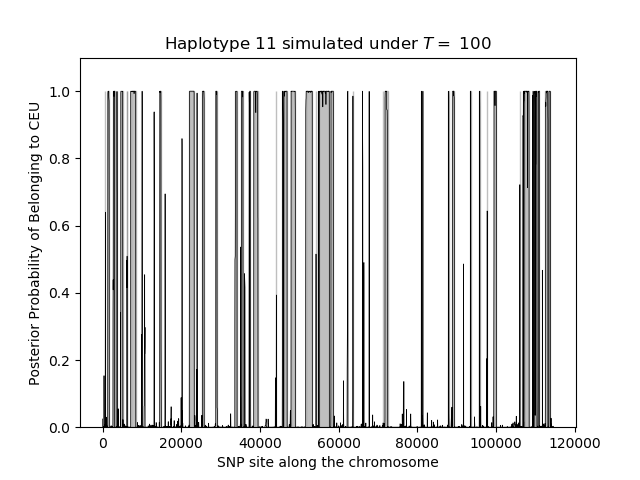 Haplotype 11 simulated under T = 100
Posterior Probability of Belonging to CEU
1.0
0.8
0.6
0.4
0.2
0.0
0 20000 40000 60000 80000 100000 120000
SNP site along the chromosome